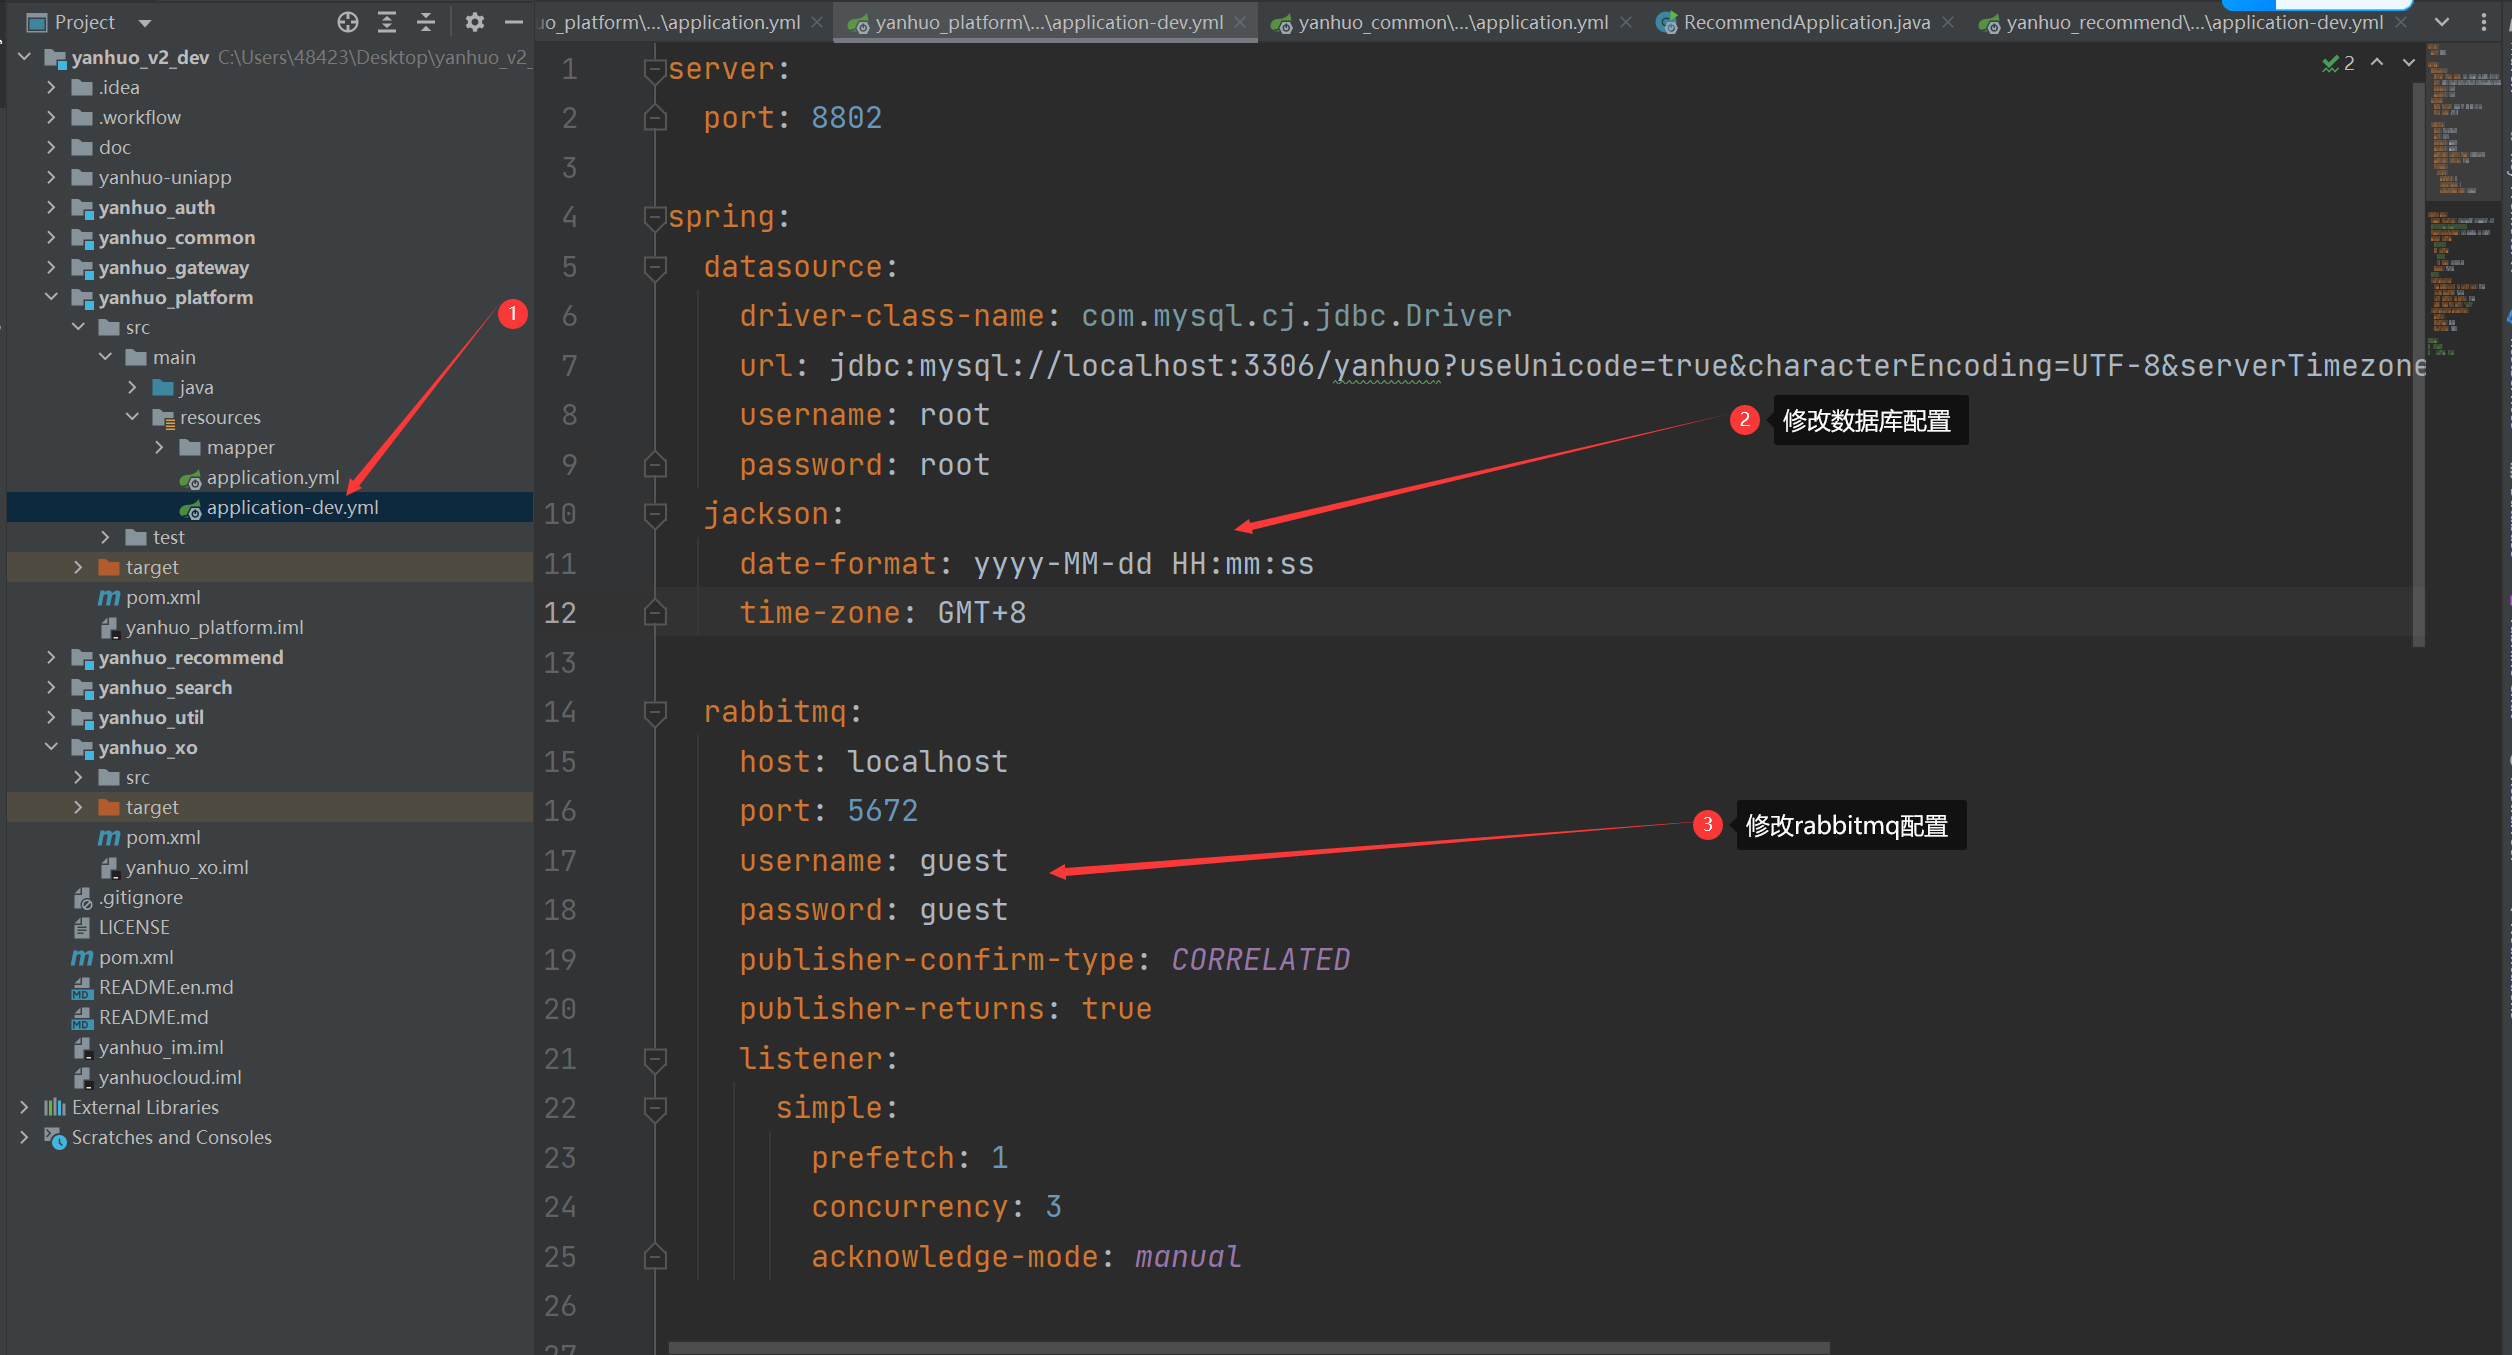 Project
uo_platform\...\application.yml
yanhuo_platform\...\application-dev.yml
yanhuo_common\...\application.yml
RecommendApplication.java
yanhuo_recommend\...\application-dev.yml
yanhuo_v2_dev C:\Users\48423\Desktop\yanhuo_v2_
.idea
.workflow
doc
yanhuo-uniapp
yanhuo_auth
yanhuo_common
yanhuo_gateway
yanhuo_platform
src
main
java
resources
mapper
application.yml
application-dev.yml
test
target
m pom.xml
yanhuo_platform.iml
yanhuo_recommend
yanhuo_search
yanhuo_util
yanhuo_xo
src
target
m pom.xml
yanhuo_xo.iml
.gitignore
LICENSE
m pom.xml
MD README.en.md
MD README.md
yanhuo_im.iml
yanhuocloud.iml
External Libraries
Scratches and Consoles
1
2
1 server:
2 port: 8802
3
4 spring:
5 datasource:
6 driver-class-name: com.mysql.cj.jdbc.Driver
7 url: jdbc:mysql://localhost:3306/yanhuo?useUnicode=true&characterEncoding=UTF-8&serverTimezone
8 username: root
2 修改数据库配置
9 password: root
10 jackson:
11 date-format: yyyy-MM-dd HH:mm:ss
12 time-zone: GMT+8
13
14 rabbitmq:
15 host: localhost
16 port: 5672
3 修改rabbitmq配置
17 username: guest
18 password: guest
19 publisher-confirm-type: CORRELATED
20 publisher-returns: true
21 listener:
22 simple:
23 prefetch: 1
24 concurrency: 3
25 acknowledge-mode: manual
26
27